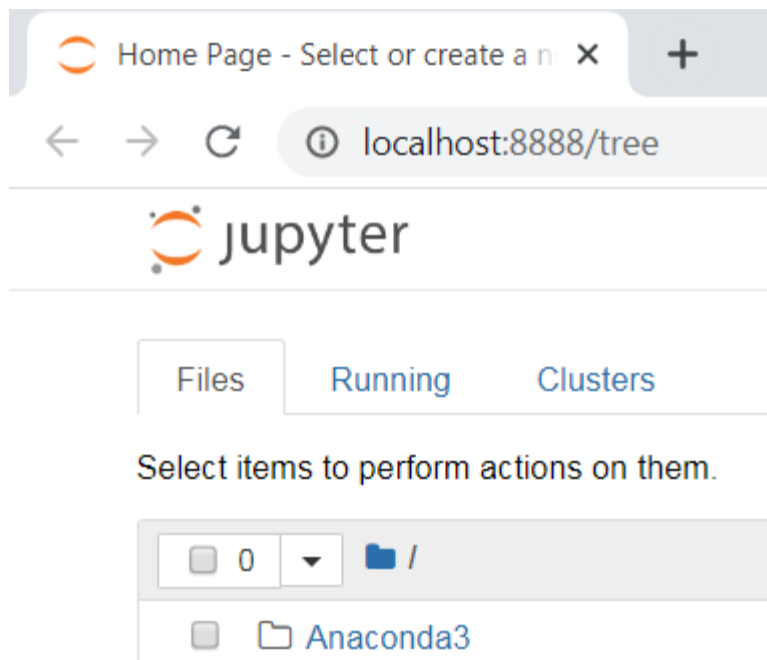 Home Page - Select or create a n
localhost:8888/tree
jupyter
Files Running Clusters
Select items to perform actions on them.
0 /
Anaconda3